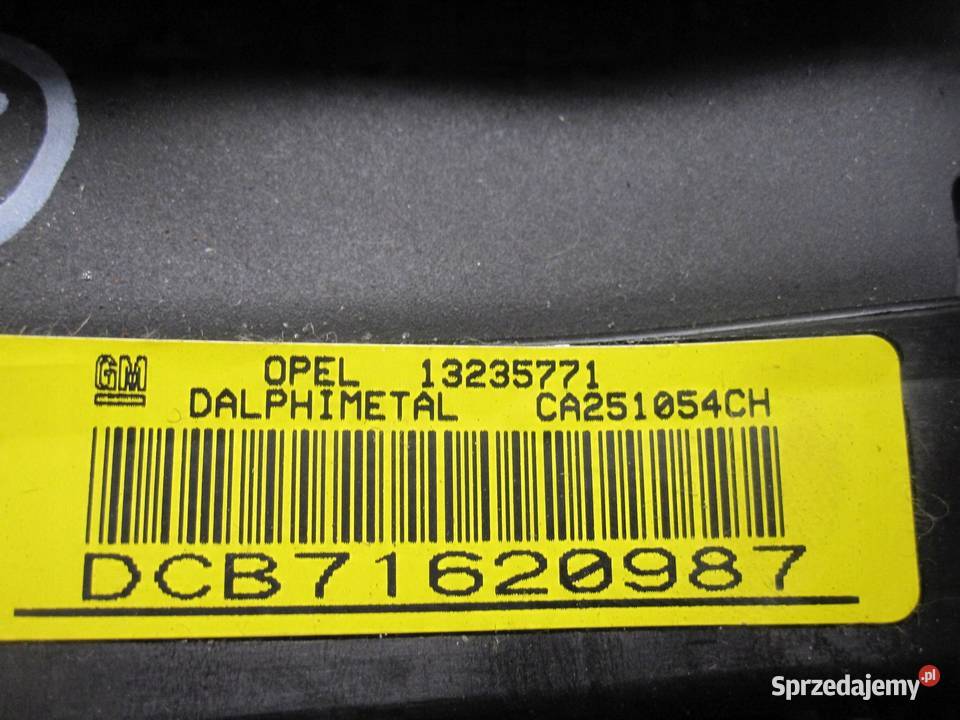 GM OPEL 13235771
DALPHIMETAL CA251054CH
DCB71620987
Sprzedajemy.pl